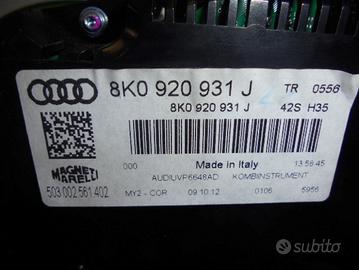 8K0 920 931 J TR 0556
8K0 920 931 J 42S H35
MAGNETI
MARELLI
503.002.561.402
000 Made in Italy 13:58:45
AUDIUVP6648AD KOMBIINSTRUMENT
MY2 - COR 09.10.12 0106 5956
subito